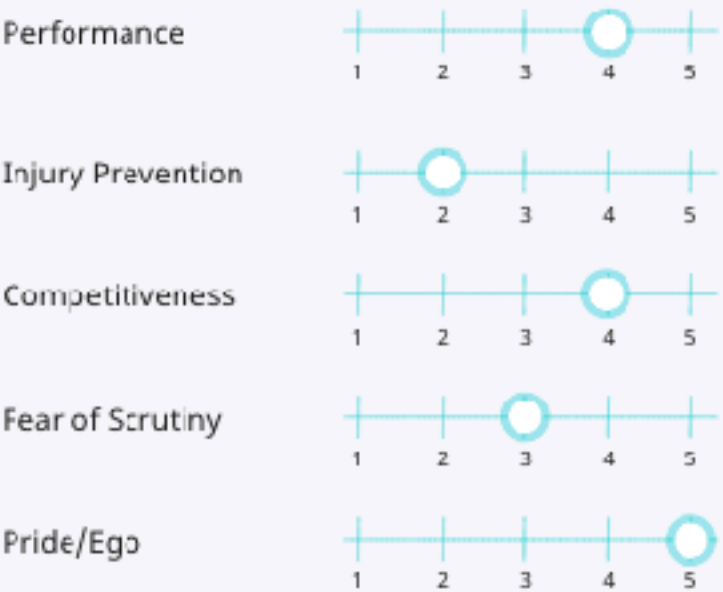 Performance
1 2 3 4 5
Injury Prevention
1 2 3 4 5
Competitiveness
1 2 3 4 5
Fear of Scrutiny
1 2 3 4 5
Pride/Ego
1 2 3 4 5